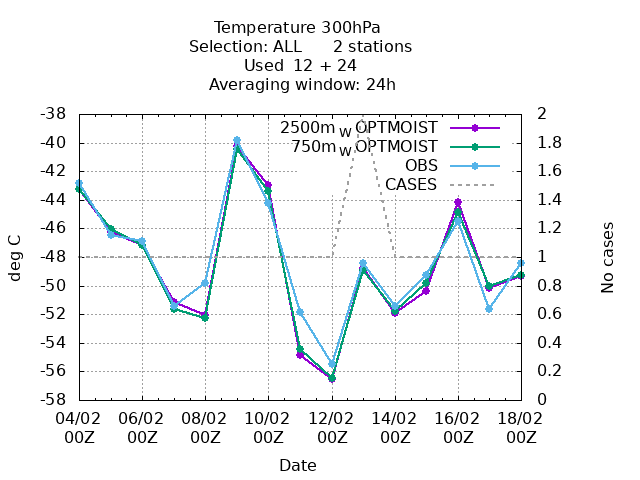 Temperature 300hPa
Selection: ALL 2 stations
Used 12 + 24
Averaging window: 24h
2500m W OPTMOIST
750m W OPTMOIST
OBS
CASES
-38
-40
-42
-44
-46
-48
-50
-52
-54
-56
-58
deg C
2
1.8
1.6
1.4
1.2
1
0.8
0.6
0.4
0.2
0
No cases
04/02 06/02 08/02 10/02 12/02 14/02 16/02 18/02
00Z 00Z 00Z 00Z 00Z 00Z 00Z 00Z
Date